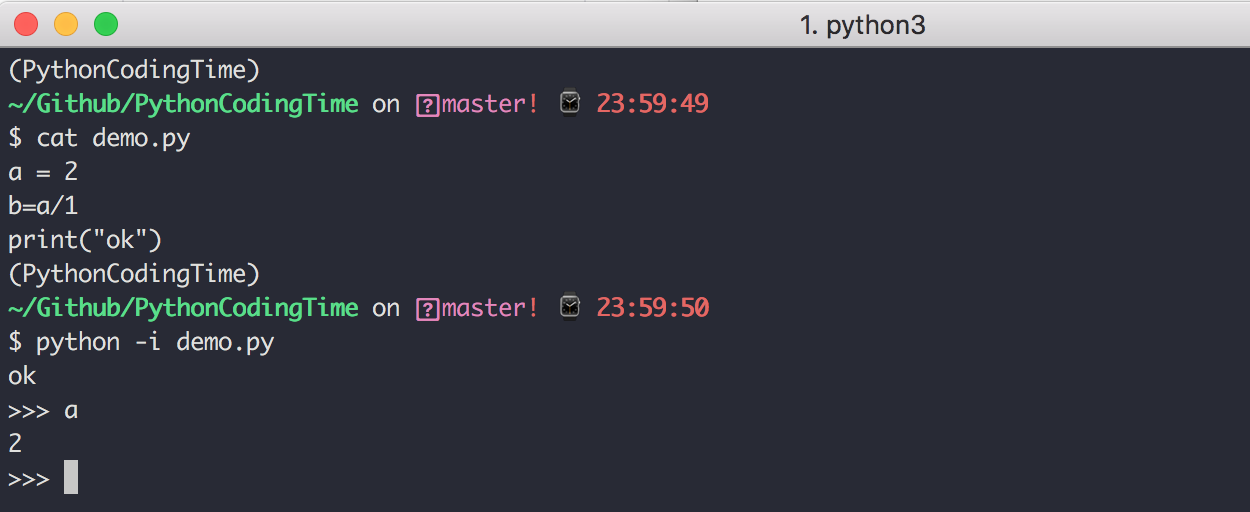 1. python3
(PythonCodingTime)
~/Github/PythonCodingTime on ?master! ⌚ 23:59:49
$ cat demo.py
a = 2
b=a/1
print("ok")
(PythonCodingTime)
~/Github/PythonCodingTime on ?master! ⌚ 23:59:50
$ python -i demo.py
ok
>>> a
2
>>>